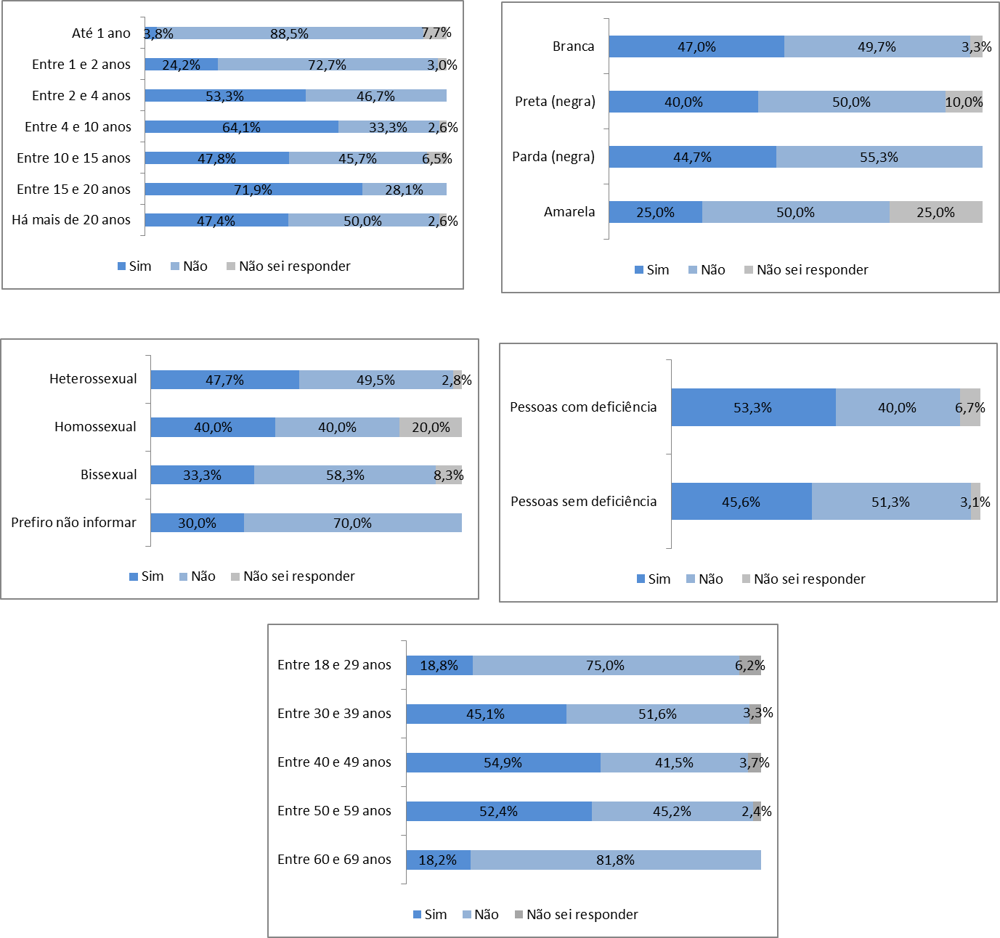 Até 1 ano 3,8% 88,5% 7,7%
Entre 1 e 2 anos 24,2% 72,7% 3,0%
Entre 2 e 4 anos 53,3% 46,7%
Entre 4 e 10 anos 64,1% 33,3% 2,6%
Entre 10 e 15 anos 47,8% 45,7% 6,5%
Entre 15 e 20 anos 71,9% 28,1%
Há mais de 20 anos 47,4% 50,0% 2,6%
Sim Não Não sei responder
Branca 47,0% 49,7% 3,3%
Preta (negra) 40,0% 50,0% 10,0%
Parda (negra) 44,7% 55,3%
Amarela 25,0% 50,0% 25,0%
Sim Não Não sei responder
Heterossexual 47,7% 49,5% 2,8%
Homossexual 40,0% 40,0% 20,0%
Bissexual 33,3% 58,3% 8,3%
Prefiro não informar 30,0% 70,0%
Sim Não Não sei responder
Pessoas com deficiência 53,3% 40,0% 6,7%
Pessoas sem deficiência 45,6% 51,3% 3,1%
Sim Não Não sei responder
Entre 18 e 29 anos 18,8% 75,0% 6,2%
Entre 30 e 39 anos 45,1% 51,6% 3,3%
Entre 40 e 49 anos 54,9% 41,5% 3,7%
Entre 50 e 59 anos 52,4% 45,2% 2,4%
Entre 60 e 69 anos 18,2% 81,8%
Sim Não Não sei responder